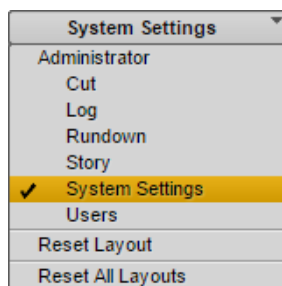 System Settings
Administrator
Cut
Log
Rundown
Story
System Settings
Users
Reset Layout
Reset All Layouts